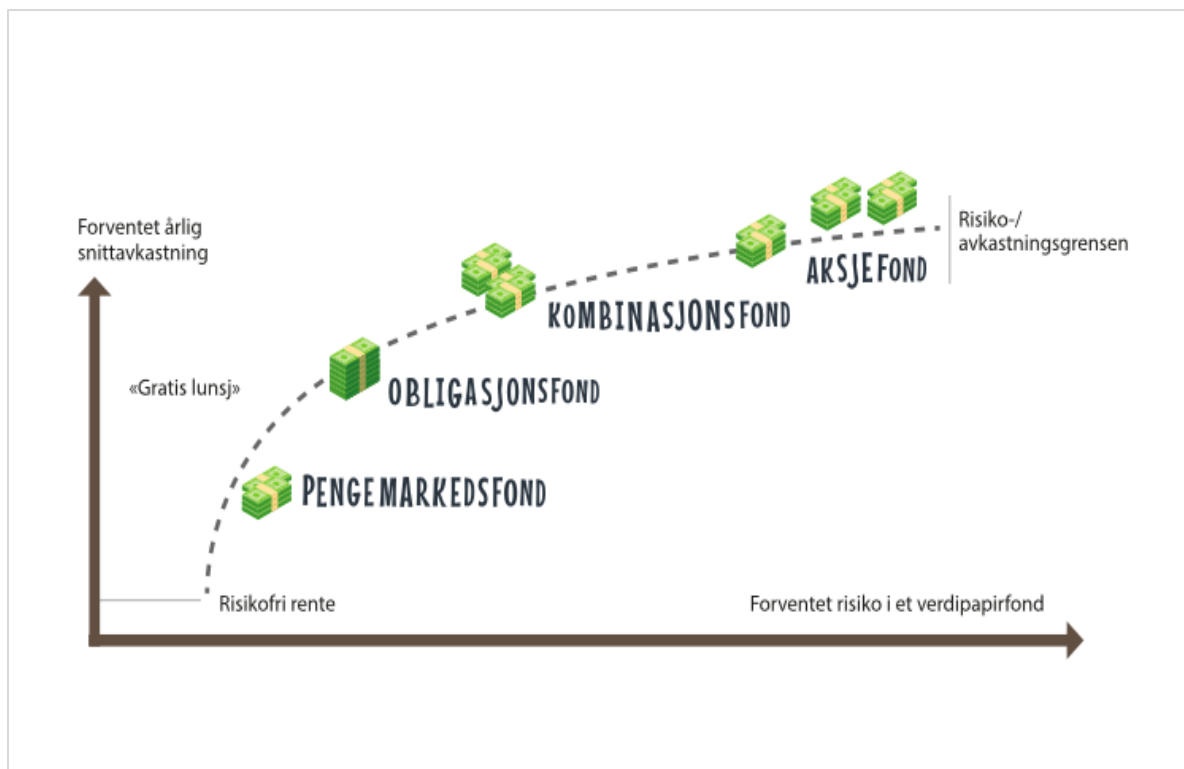 Forventet årlig
snittavkastning
Risiko-/
avkastningsgrensen
AKSJEFOND
KOMBINASJONSFOND
«Gratis lunsj»
OBLIGASJONSFOND
PENGEMARKEDSFOND
Risikofri rente
Forventet risiko i et verdipapirfond